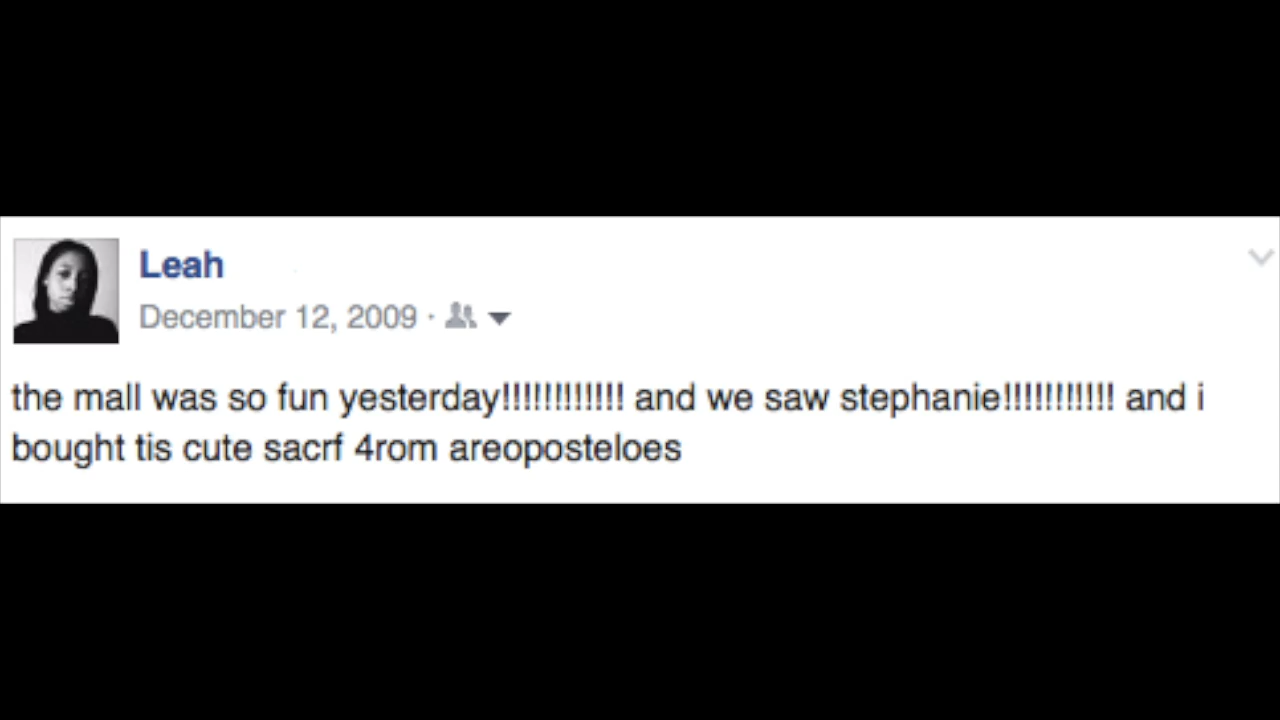 Leah
December 12, 2009 ·
the mall was so fun yesterday!!!!!!!!!!!! and we saw stephanie!!!!!!!!!!! and i
bought tis cute sacrf 4rom areoposteloes